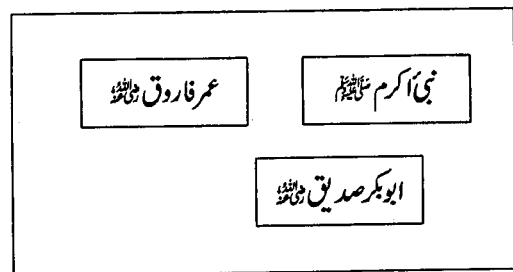 نبیٔ اکرم ﷺ
عمر فاروق رضی اللہ عنہ
ابوبکر صدیق رضی اللہ عنہ